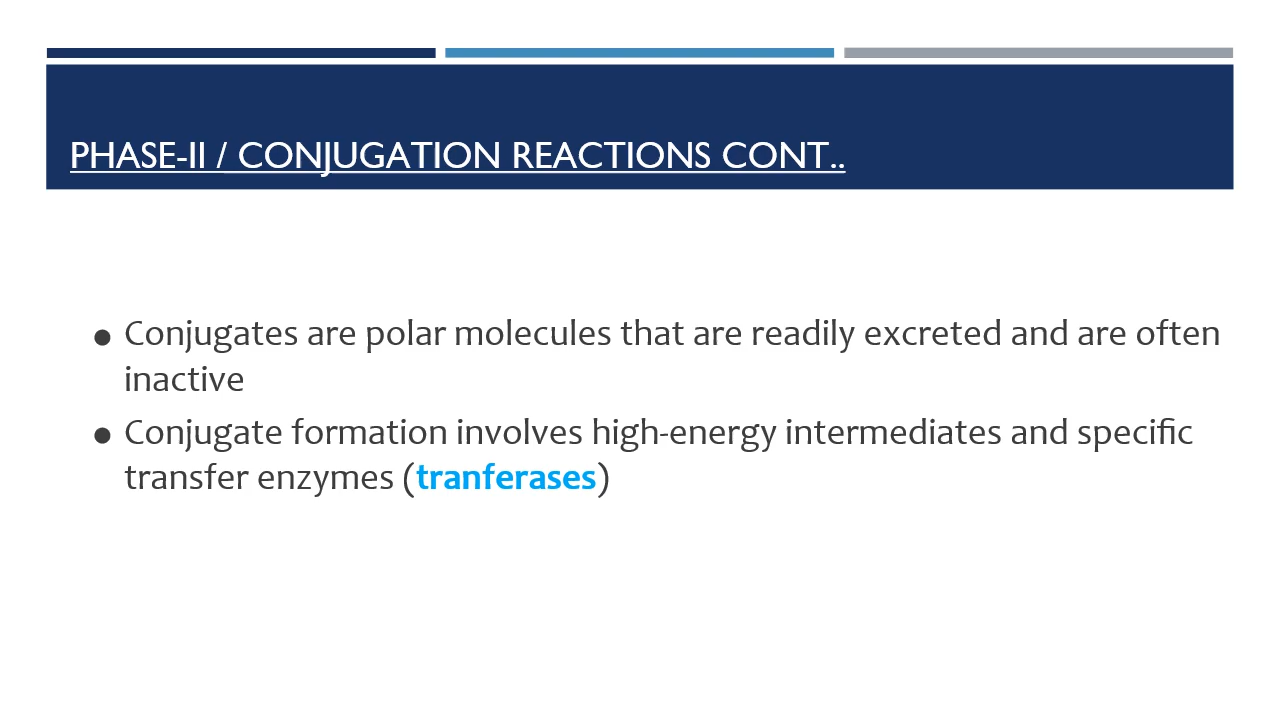 PHASE-II / CONJUGATION REACTIONS CONT..
● Conjugates are polar molecules that are readily excreted and are often
inactive
● Conjugate formation involves high-energy intermediates and specific
transfer enzymes (tranferases)